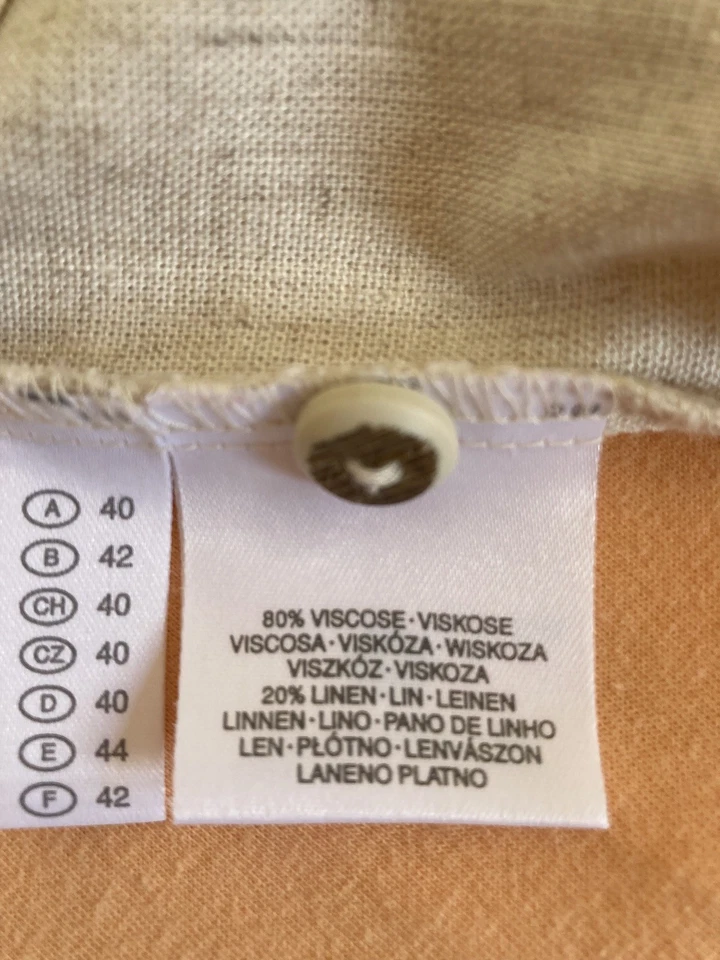 A 40
B 42
CH 40
CZ 40
D 40
E 44
F 42
80% VISCOSE·VISKOSE
VISCOSA·VISKÓZA·WISKOZA
VISZKÓZ·VISKOZA
20% LINEN·LIN·LEINEN
LINNEN·LINO·PANO DE LINHO
LEN·PŁÓTNO·LENVÁSZON
LANENO PLATNO